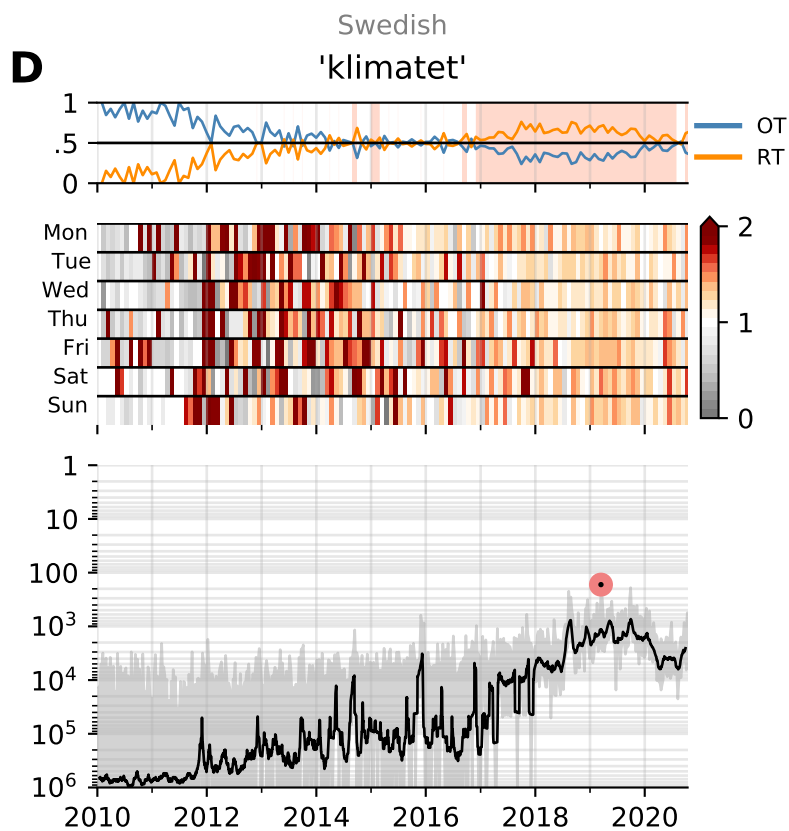 Swedish
D
'klimatet'
1
.5
0
OT
RT
Mon
Tue
Wed
Thu
Fri
Sat
Sun
2
1
0
1
10
100
10³
10⁴
10⁵
10⁶
2010 2012 2014 2016 2018 2020